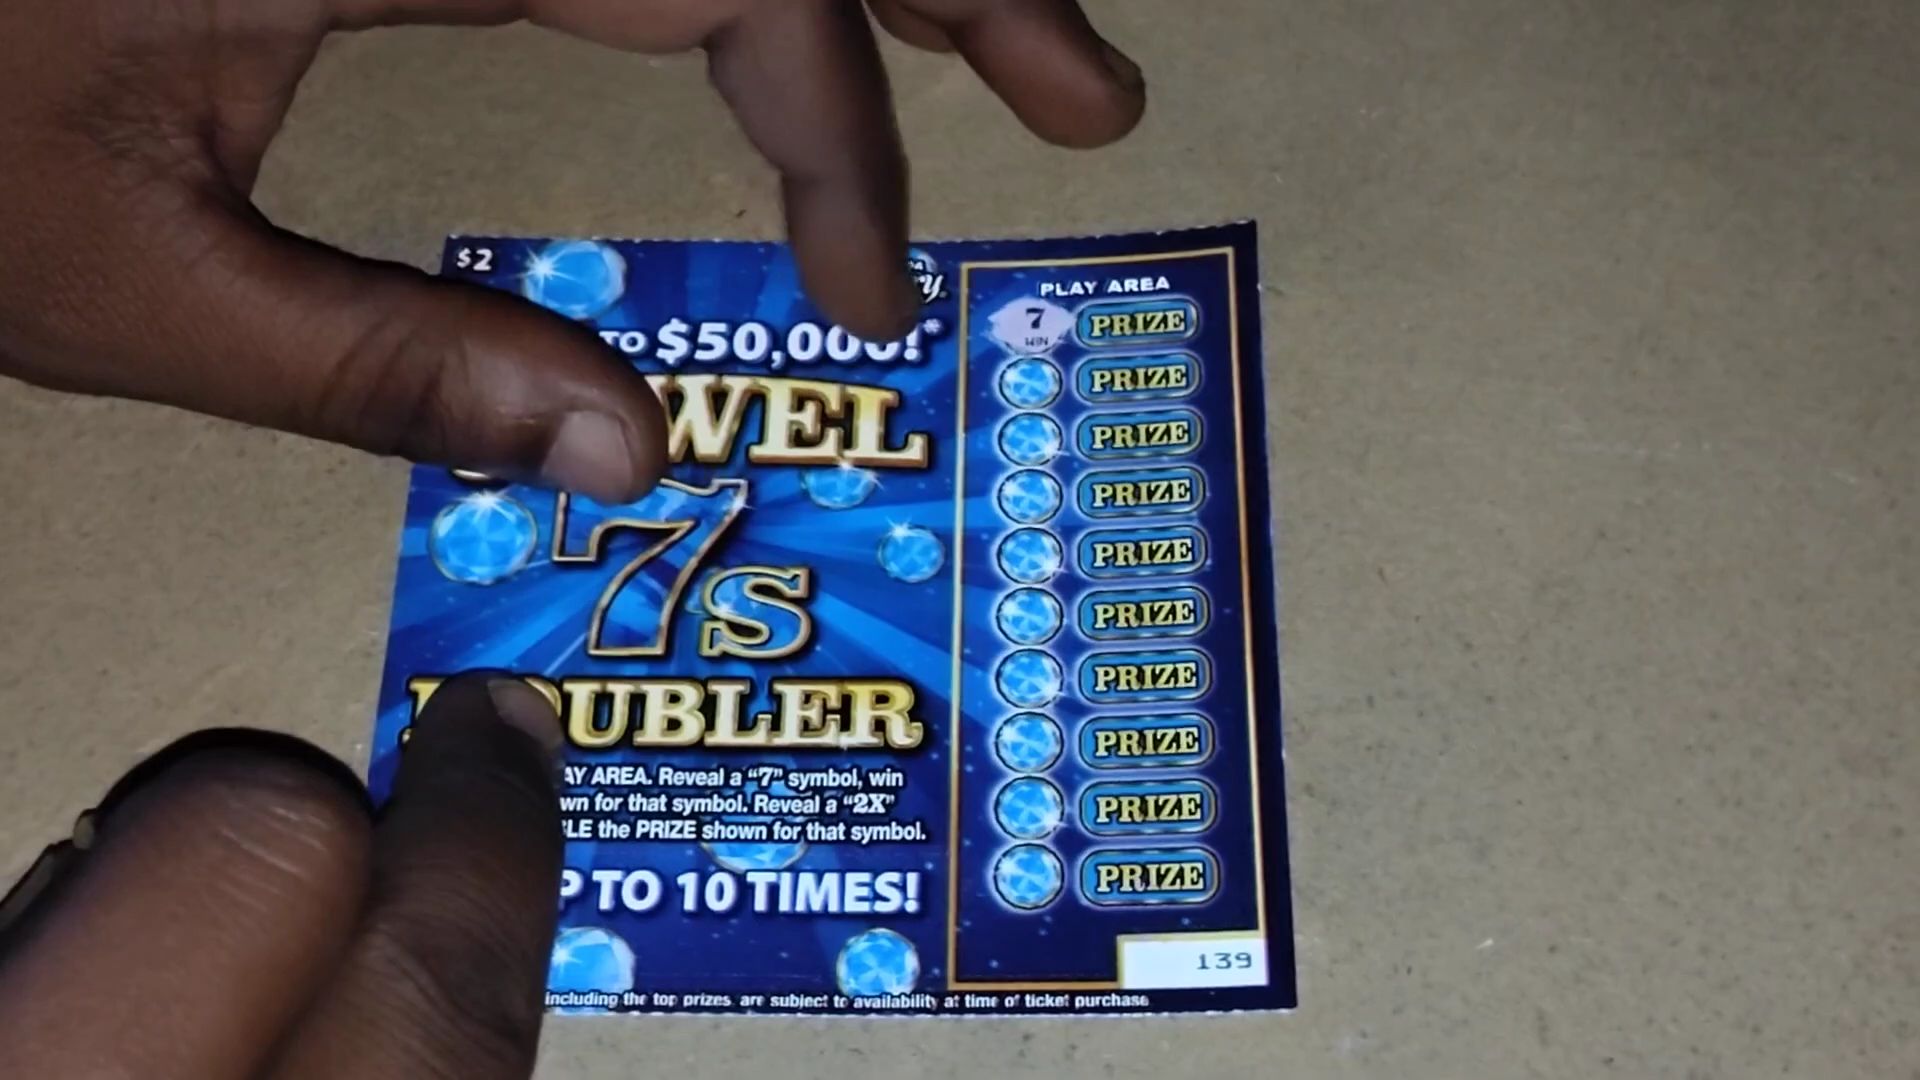 $2
TO $50,000!*
WEL
7s
DOUBLER
AY AREA. Reveal a “7” symbol, win
wn for that symbol. Reveal a “2X”
LE the PRIZE shown for that symbol.
P TO 10 TIMES!
including the top prizes, are subject to availability at time of ticket purchase
PLAY AREA
7
WIN
PRIZE
PRIZE
PRIZE
PRIZE
PRIZE
PRIZE
PRIZE
PRIZE
PRIZE
PRIZE
139